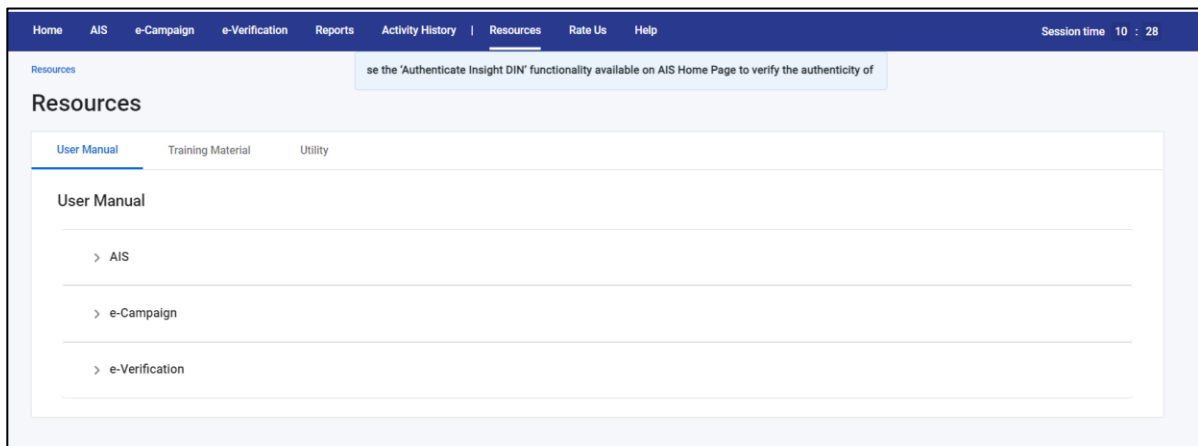 Home AIS e-Campaign e-Verification Reports Activity History | Resources Rate Us Help Session time 10 : 28
Resources
se the ‘Authenticate Insight DIN’ functionality available on AIS Home Page to verify the authenticity of
Resources
User Manual Training Material Utility
User Manual
AIS
e-Campaign
e-Verification